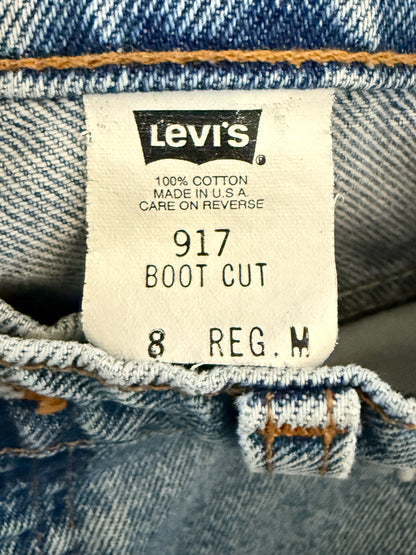 Levi's ®
100% COTTON
MADE IN U.S.A.
CARE ON REVERSE
917
BOOT CUT
8 REG. M